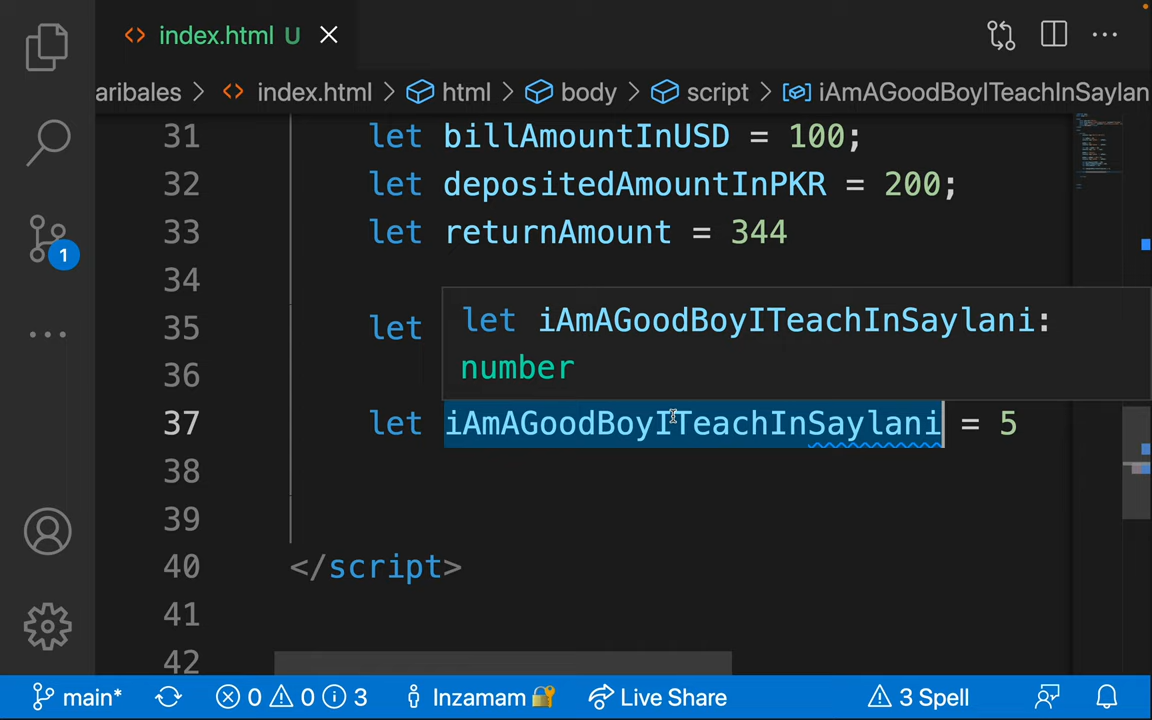 index.html U
aribales > index.html > html > body > script > iAmAGoodBoyITeachInSaylan
31 let billAmountInUSD = 100;
32 let depositedAmountInPKR = 200;
33 let returnAmount = 344
34
35 let
let iAmAGoodBoyITeachInSaylani:
number
36
37 let iAmAGoodBoyITeachInSaylani = 5
38
39
40 </script>
41
42
1
main* 0 0 3 Inzamam 🔐 Live Share 3 Spell